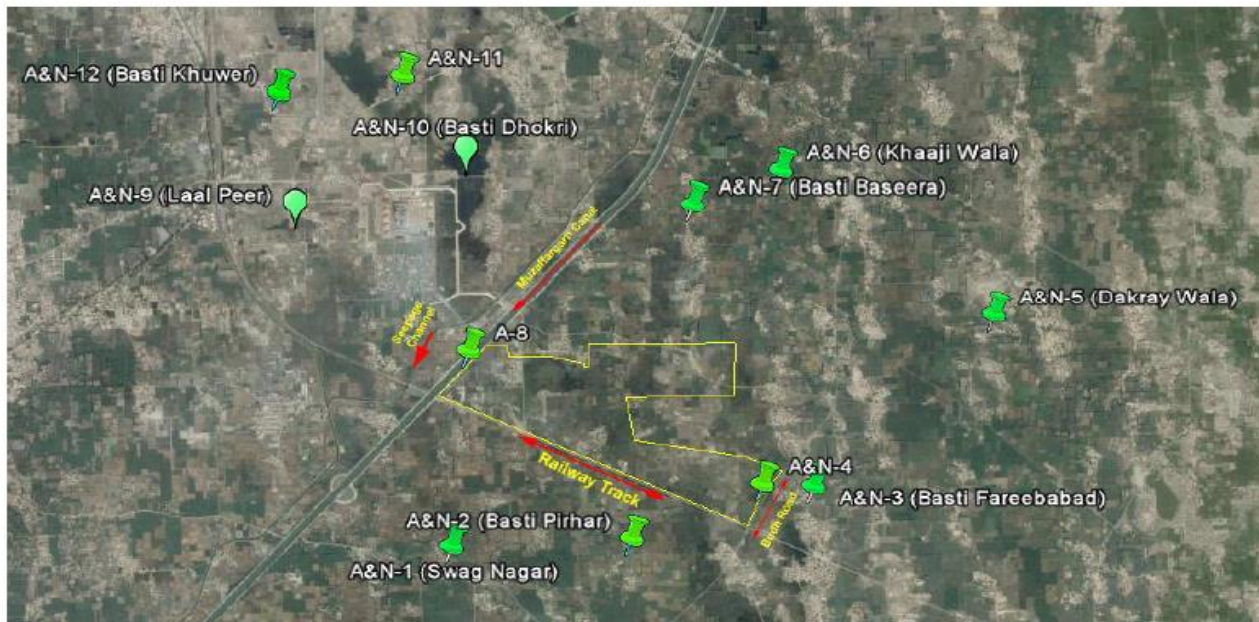 A&N-11
A&N-12 (Basti Khuwer)
A&N-10 (Basti Dhokri)
A&N-6 (Khaaji Wala)
A&N-7 (Basti Baseera)
A&N-9 (Laal Peer)
Muzaffargarh Canal
A&N-5 (Dakray Wala)
Seepage
Channel
A-8
Railway Track
A&N-4
A&N-3 (Basti Fareebabad)
Budh Road
A&N-2 (Basti Pirhar)
A&N-1 (Swag Nagar)